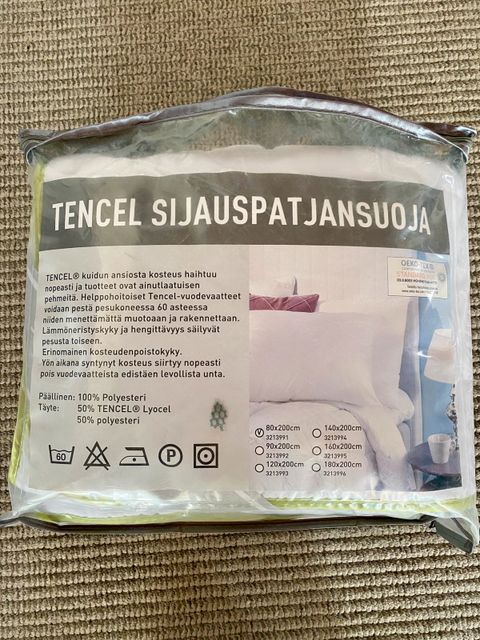 TENCEL SIJAUSPATJANSUOJA
TENCEL® kuidun ansiosta kosteus haihtuu
nopeasti ja tuotteet ovat ainutlaatuisen
pehmeitä. Helppohoitoiset Tencel-vuodevaatteet
voidaan pestä pesukoneessa 60 asteessa
niiden menettämättä muotoaan ja rakennettaan.
Lämmöneristyskyky ja hengittävyys säilyvät
pesusta toiseen.
Erinomainen kosteudenpoistokyky.
Yön aikana syntynyt kosteus siirtyy nopeasti
pois vuodevaatteista edistäen levollista unta.
Päällinen: 100% Polyesteri
Täyte: 50% TENCEL® Lyocel
50% polyesteri
60
P
OEKO-TEX®
STANDARD
80x200cm
3213991
90x200cm
3213992
120x200cm
3213993
140x200cm
3213994
160x200cm
3213995
180x200cm
3213996